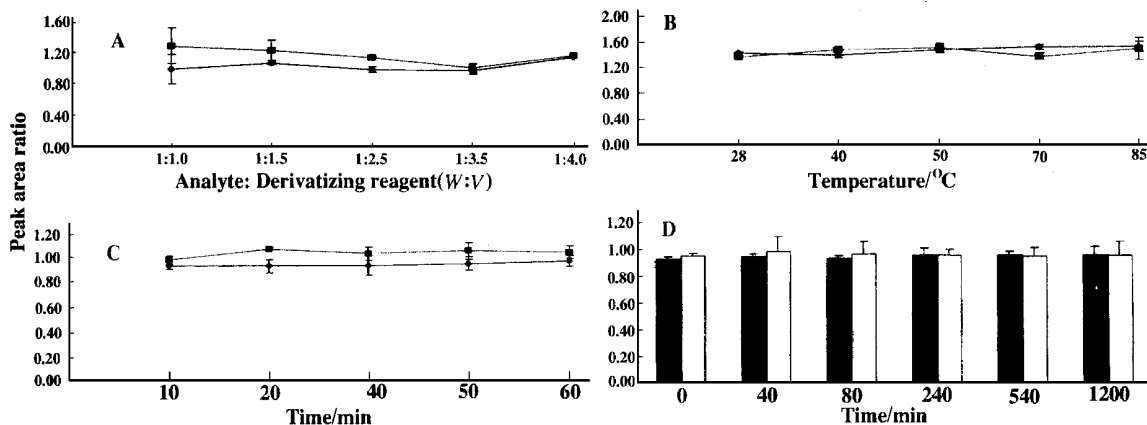 Peak area ratio
A
1.60
1.20
0.80
0.40
0.00
1:1.0 1:1.5 1:2.5 1:3.5 1:4.0
Analyte: Derivatizing reagent(W:V)
B
2.00
1.60
1.20
0.80
0.40
0.00
28 40 50 70 85
Temperature/°C
C
1.20
1.00
0.80
0.60
0.40
0.20
0.00
10 20 40 50 60
Time/min
D
1.20
1.00
0.80
0.60
0.40
0.20
0.00
0 40 80 240 540 1200
Time/min